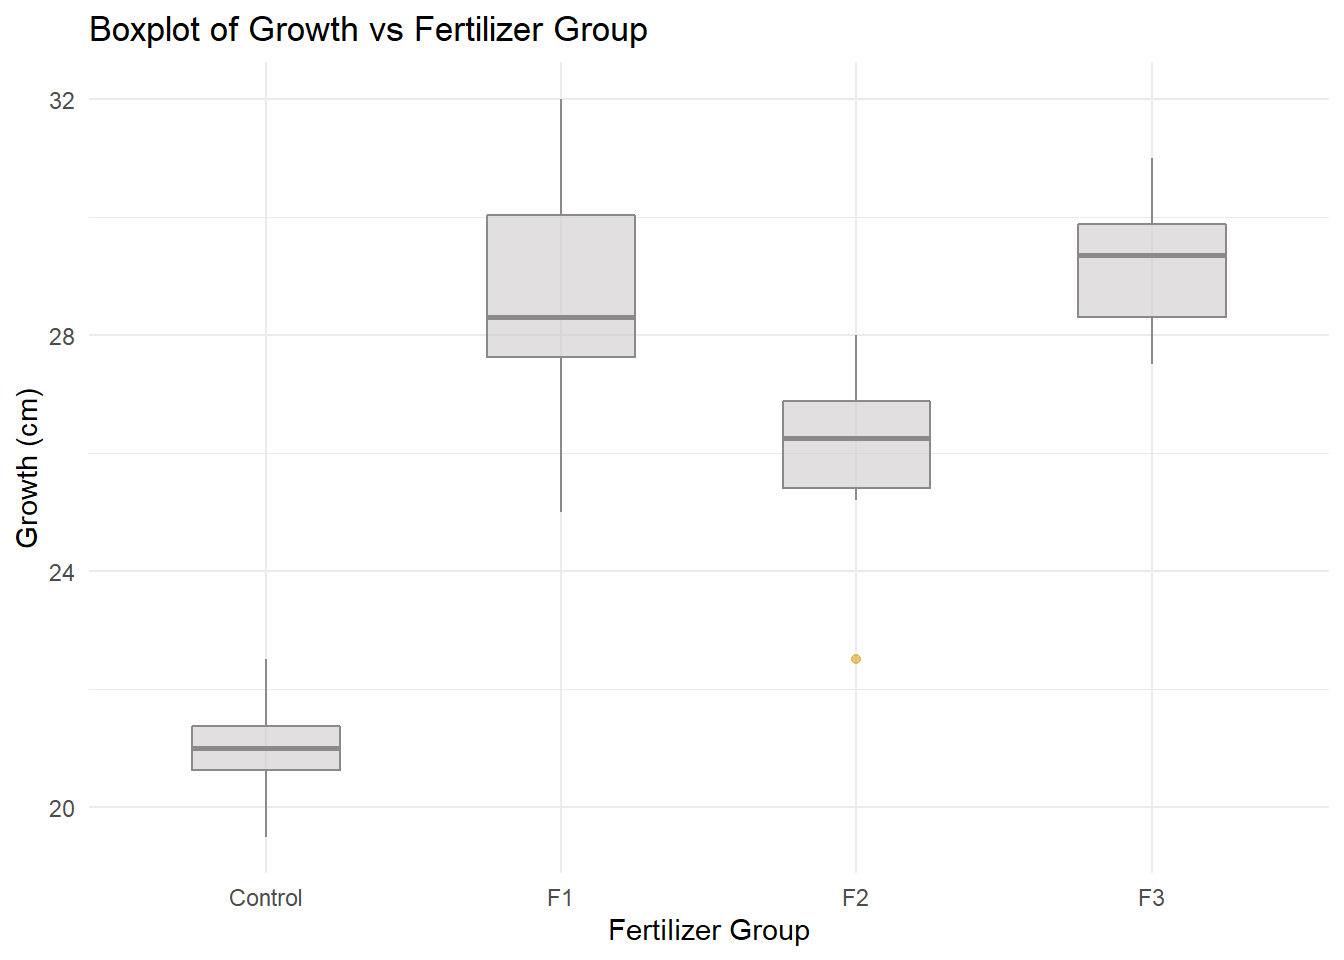 Boxplot of Growth vs Fertilizer Group
32
28
24
20
Growth (cm)
Control F1 F2 F3
Fertilizer Group